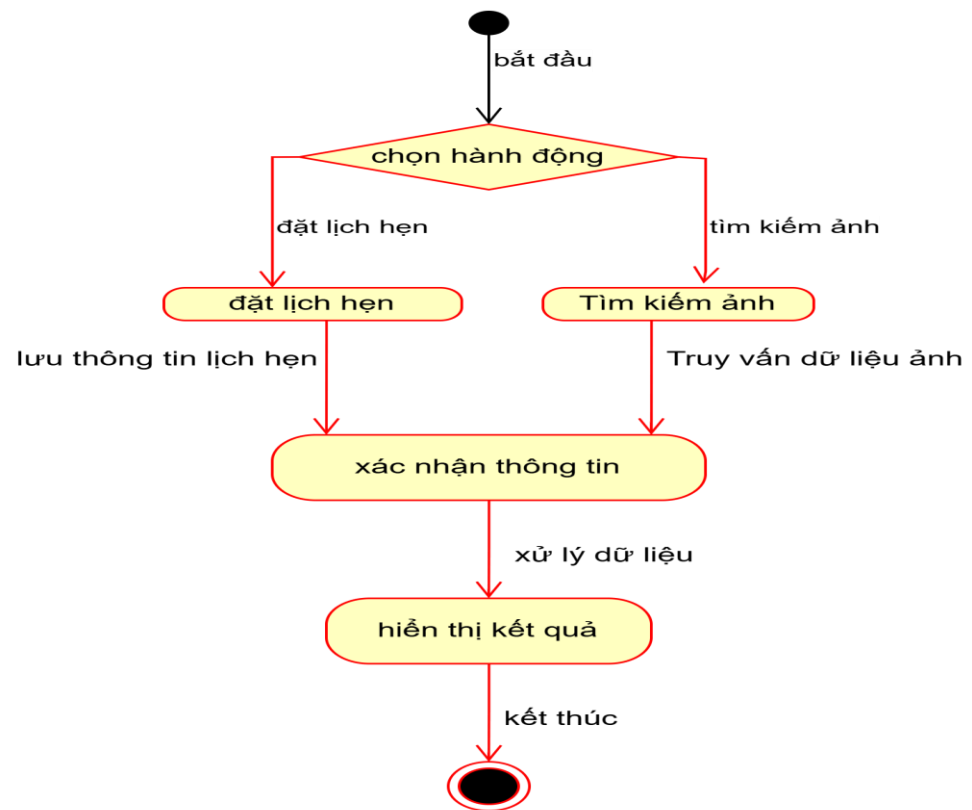 bắt đầu
chọn hành động
đặt lịch hẹn
tìm kiếm ảnh
đặt lịch hẹn
Tìm kiếm ảnh
lưu thông tin lịch hẹn
Truy vấn dữ liệu ảnh
xác nhận thông tin
xử lý dữ liệu
hiển thị kết quả
kết thúc